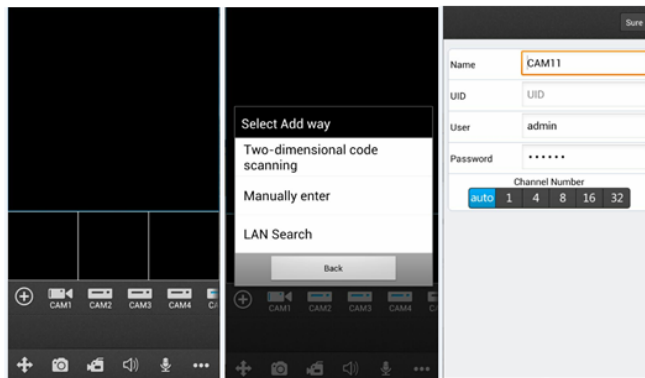 CAM1 CAM2 CAM3 CAM4
Select Add way
Two-dimensional code
scanning
Manually enter
LAN Search
Back
CAM1 CAM2 CAM3 CAM4
Sure
Name CAM11
UID UID
User admin
Password ••••••
Channel Number
auto 1 4 8 16 32